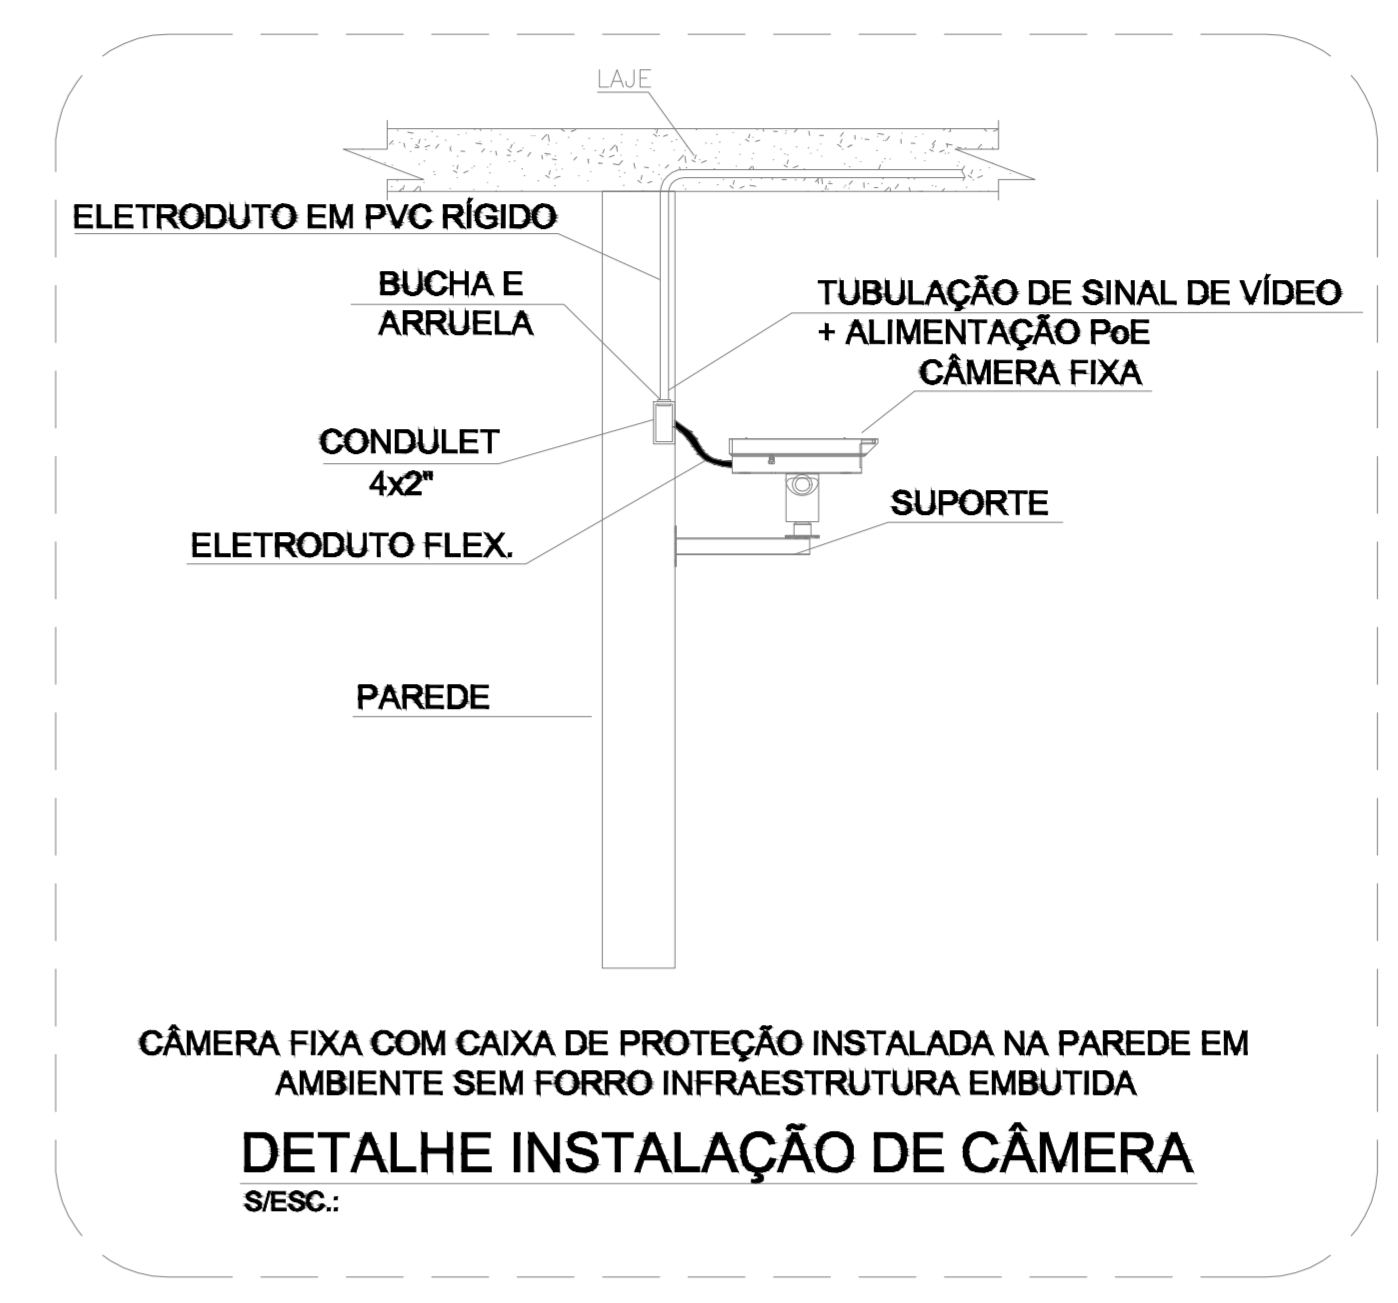 LAJE
ELETRODUTO EM PVC RÍGIDO
BUCHA E
ARRUELA
TUBULAÇÃO DE SINAL DE VÍDEO
+ ALIMENTAÇÃO PoE
CÂMERA FIXA
CONDULET
4x2"
SUPORTE
ELETRODUTO FLEX.
PAREDE
CÂMERA FIXA COM CAIXA DE PROTEÇÃO INSTALADA NA PAREDE EM
AMBIENTE SEM FORRO INFRAESTRUTURA EMBUTIDA
DETALHE INSTALAÇÃO DE CÂMERA
S/ESC.: